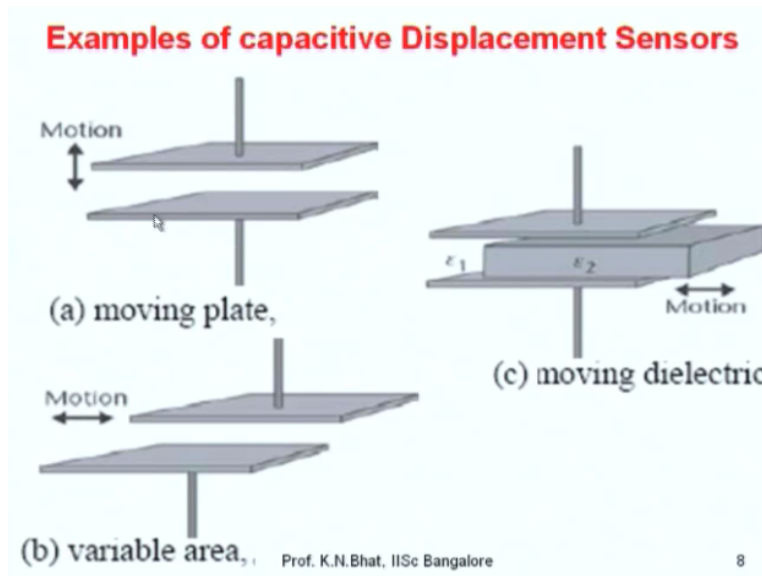 Examples of capacitive Displacement Sensors
Motion
(a) moving plate,
ε1
ε2
Motion
(c) moving dielectric
Motion
(b) variable area,
Prof. K.N.Bhat, IISc Bangalore
8